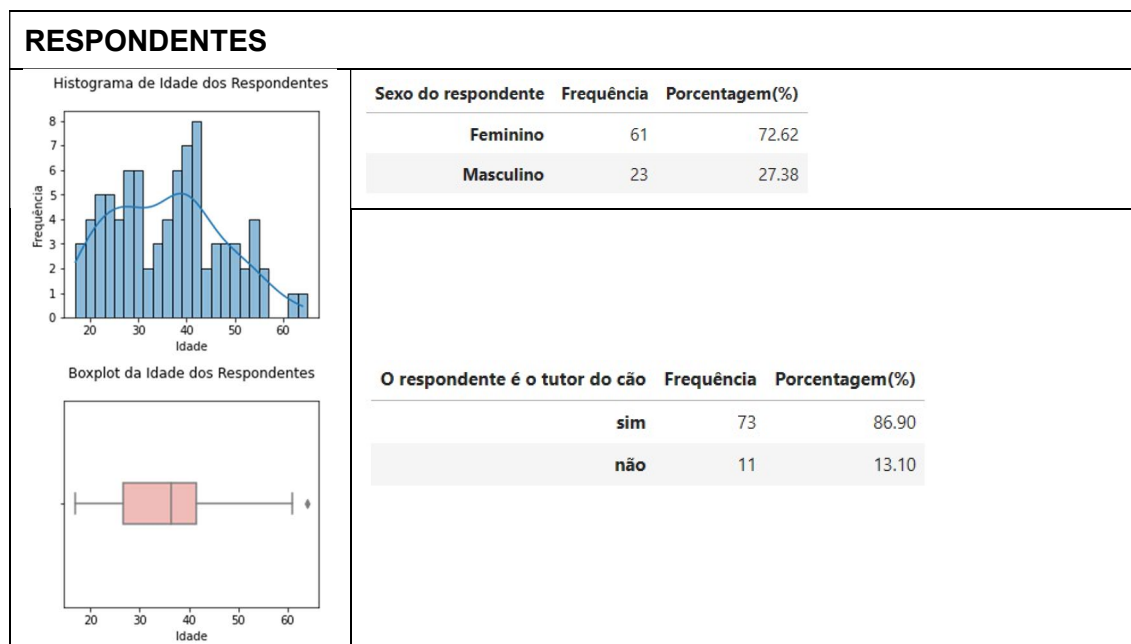 RESPONDENTES
Histograma de Idade dos Respondentes
8
7
6
5
4
3
2
1
0
Frequência
20 30 40 50 60
Idade
Boxplot da Idade dos Respondentes
20 30 40 50 60
Idade
Sexo do respondente Frequência Porcentagem(%)
Feminino 61 72.62
Masculino 23 27.38
O respondente é o tutor do cão Frequência Porcentagem(%)
sim 73 86.90
não 11 13.10